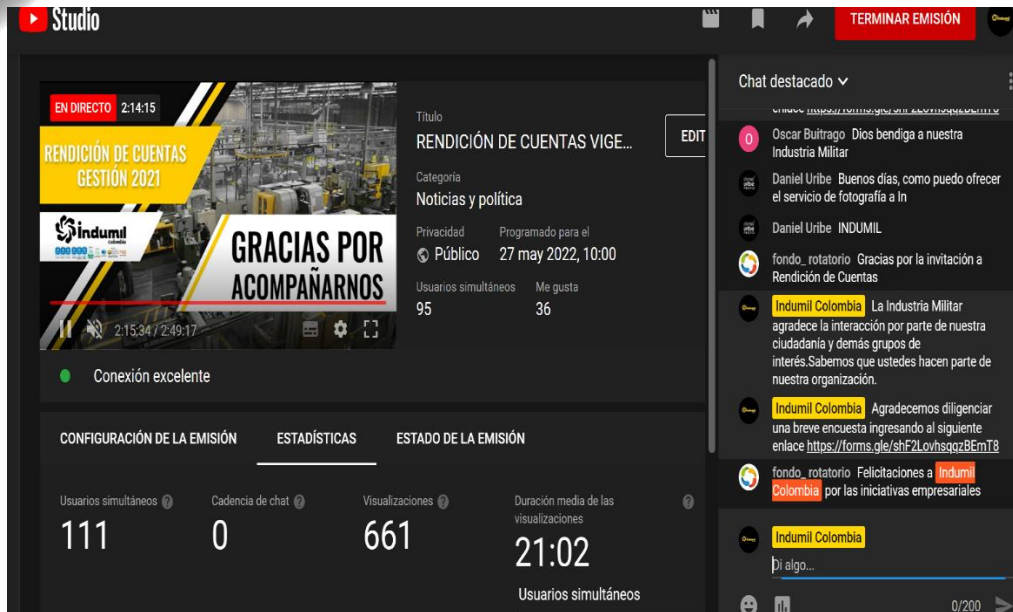 Studio
TERMINAR EMISIÓN
EN DIRECTO 2:14:15
RENDICIÓN DE CUENTAS
GESTIÓN 2021
Indumil
GRACIAS POR
ACOMPAÑARNOS
2:15:34 / 2:49:17
Título
RENDICIÓN DE CUENTAS VIGE...
EDIT
Categoría
Noticias y política
Privacidad
Programado para el
Público
27 may 2022, 10:00
Usuarios simultáneos
Me gusta
95
36
Conexión excelente
CONFIGURACIÓN DE LA EMISIÓN
ESTADÍSTICAS
ESTADO DE LA EMISIÓN
Usuarios simultáneos
111
Cadencia de chat
0
Visualizaciones
661
Duración media de las
visualizaciones
21:02
Usuarios simultáneos
Chat destacado
Oscar Buitrago Dios bendiga a nuestra
Industria Militar
Daniel Uribe Buenos días, como puedo ofrecer
el servicio de fotografía a In
Daniel Uribe INDUMIL
fondo_ rotatorio Gracias por la invitación a
Rendición de Cuentas
Indumil Colombia La Industria Militar
agradece la interacción por parte de nuestra
ciudadanía y demás grupos de
interés.Sabemos que ustedes hacen parte de
nuestra organización.
Indumil Colombia Agradecemos diligenciar
una breve encuesta ingresando al siguiente
enlace https://forms.gle/shF2LovhsqqzBEmT8
fondo_ rotatorio Felicitaciones a Indumil
Colombia por las iniciativas empresariales
Indumil Colombia
Di algo...
0/200